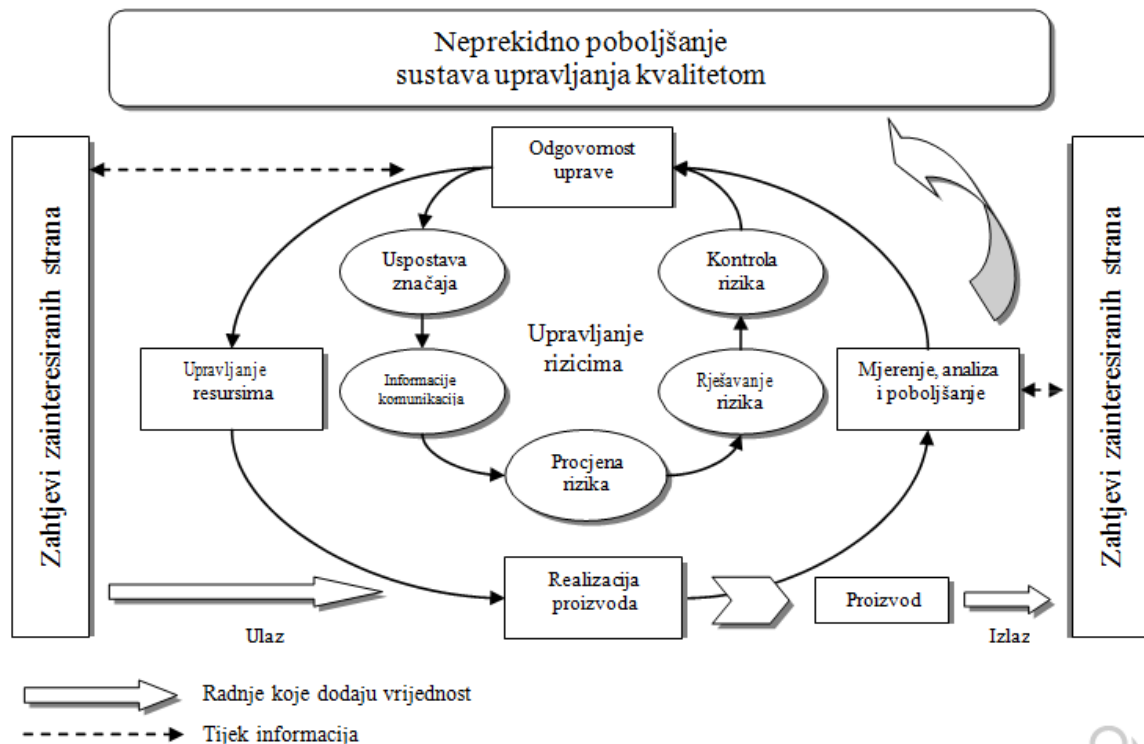 Neprekidno poboljšanje
sustava upravljanja kvalitetom
Zahtjevi zainteresiranih strana
Odgovornost
uprave
Uspostava
značaja
Kontrola
rizika
Upravljanje
rizicima
Upravljanje
resursima
Informacije
komunikacija
Rješavanje
rizika
Mjerenje, analiza
i poboljšanje
Procjena
rizika
Realizacija
proizvoda
Proizvod
Ulaz
Izlaz
Zahtjevi zainteresiranih strana
Radnje koje dodaju vrijednost
Tijek informacija